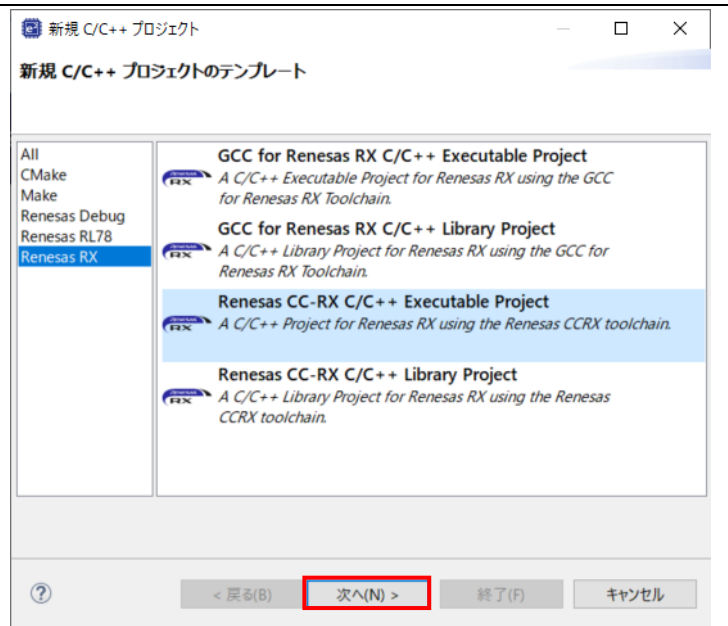 新規 C/C++ プロジェクト
新規 C/C++ プロジェクトのテンプレート
All
CMake
Make
Renesas Debug
Renesas RL78
Renesas RX
GCC for Renesas RX C/C++ Executable Project
A C/C++ Executable Project for Renesas RX using the GCC
for Renesas RX Toolchain.
GCC for Renesas RX C/C++ Library Project
A C/C++ Library Project for Renesas RX using the GCC for
Renesas RX Toolchain.
Renesas CC-RX C/C++ Executable Project
A C/C++ Project for Renesas RX using the Renesas CCRX toolchain.
Renesas CC-RX C/C++ Library Project
A C/C++ Library Project for Renesas RX using the Renesas
CCRX toolchain.
RX
RX
RX
RX
?
< 戻る(B)
次へ(N) >
終了(F)
キャンセル